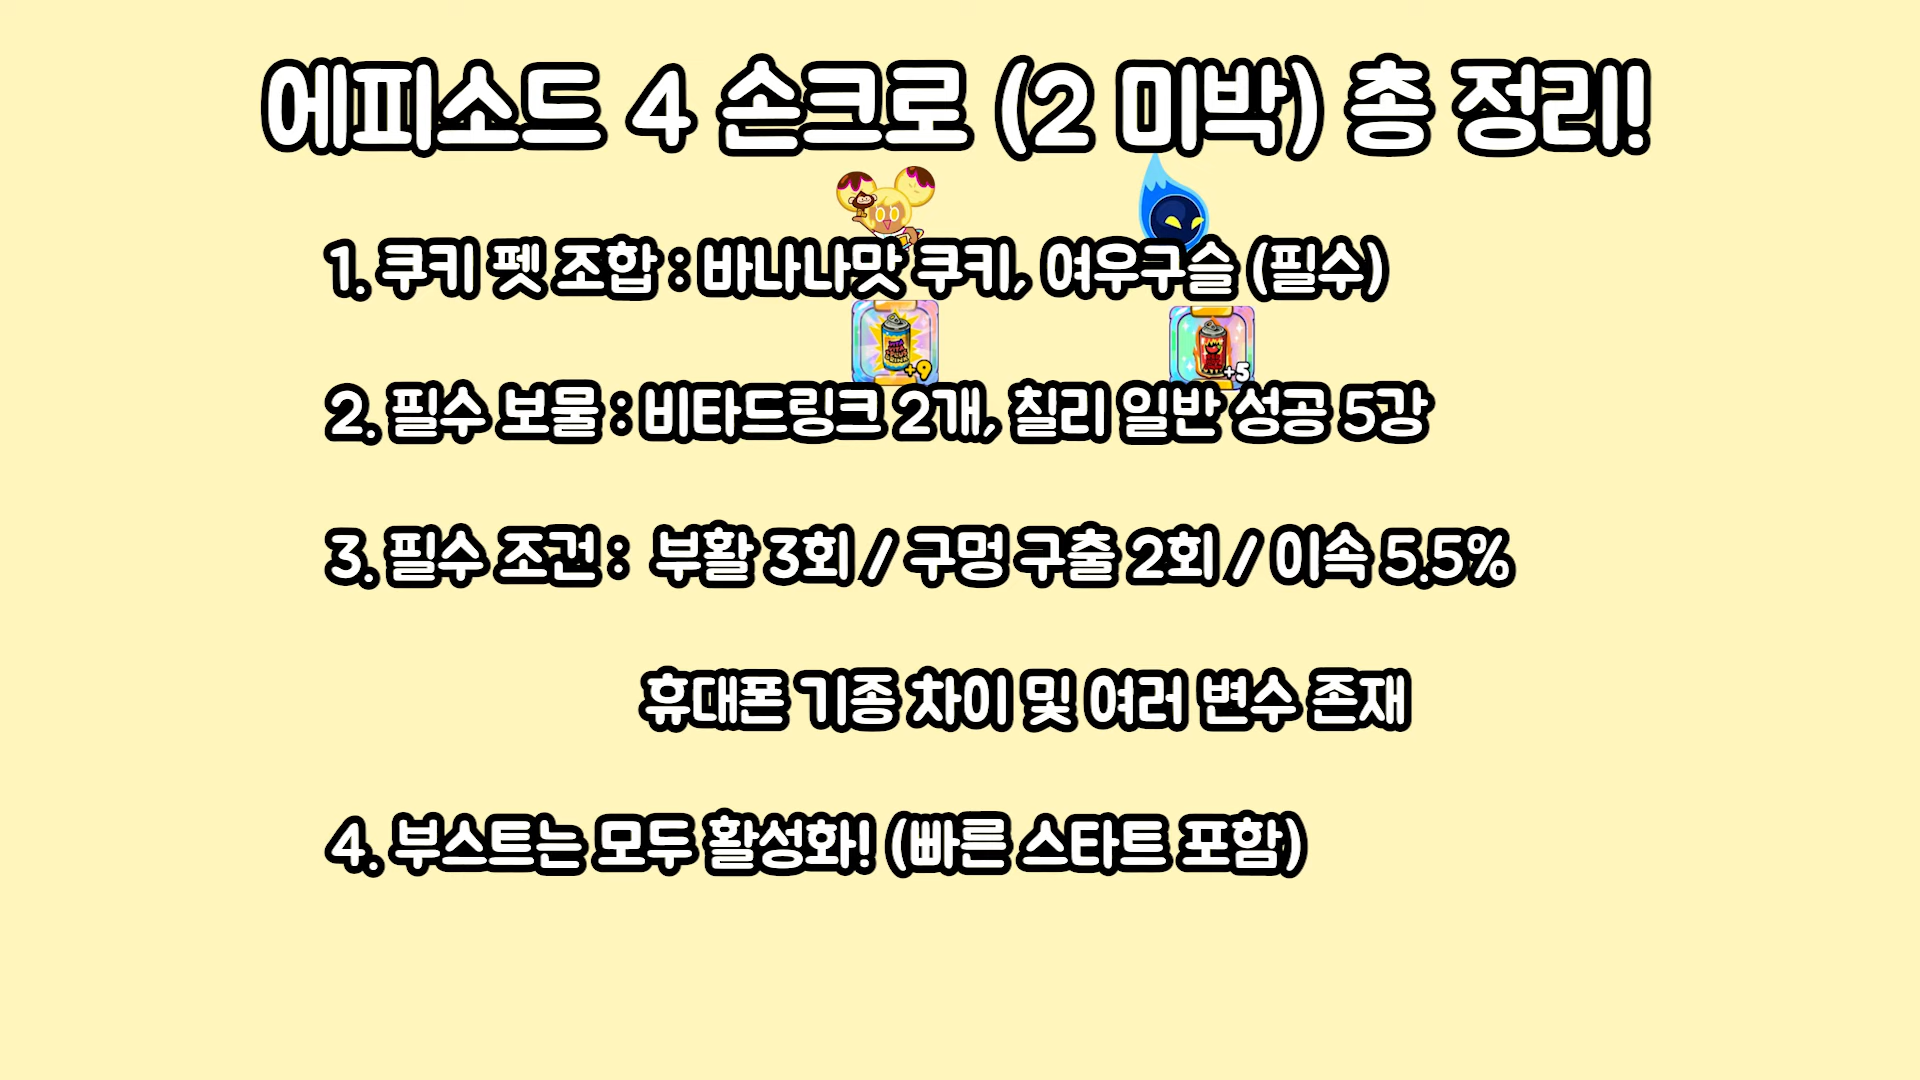 에피소드 4 손크로 (2 미박) 총 정리!
1. 쿠키 펫 조합 : 바나나맛 쿠키, 여우구슬 (필수)
+9
+5
2. 필수 보물 : 비타드링크 2개, 칠리 일반 성공 5강
3. 필수 조건 : 부활 3회 / 구멍 구출 2회 / 이속 5.5%
휴대폰 기종 차이 및 여러 변수 존재
4. 부스트는 모두 활성화! (빠른 스타트 포함)